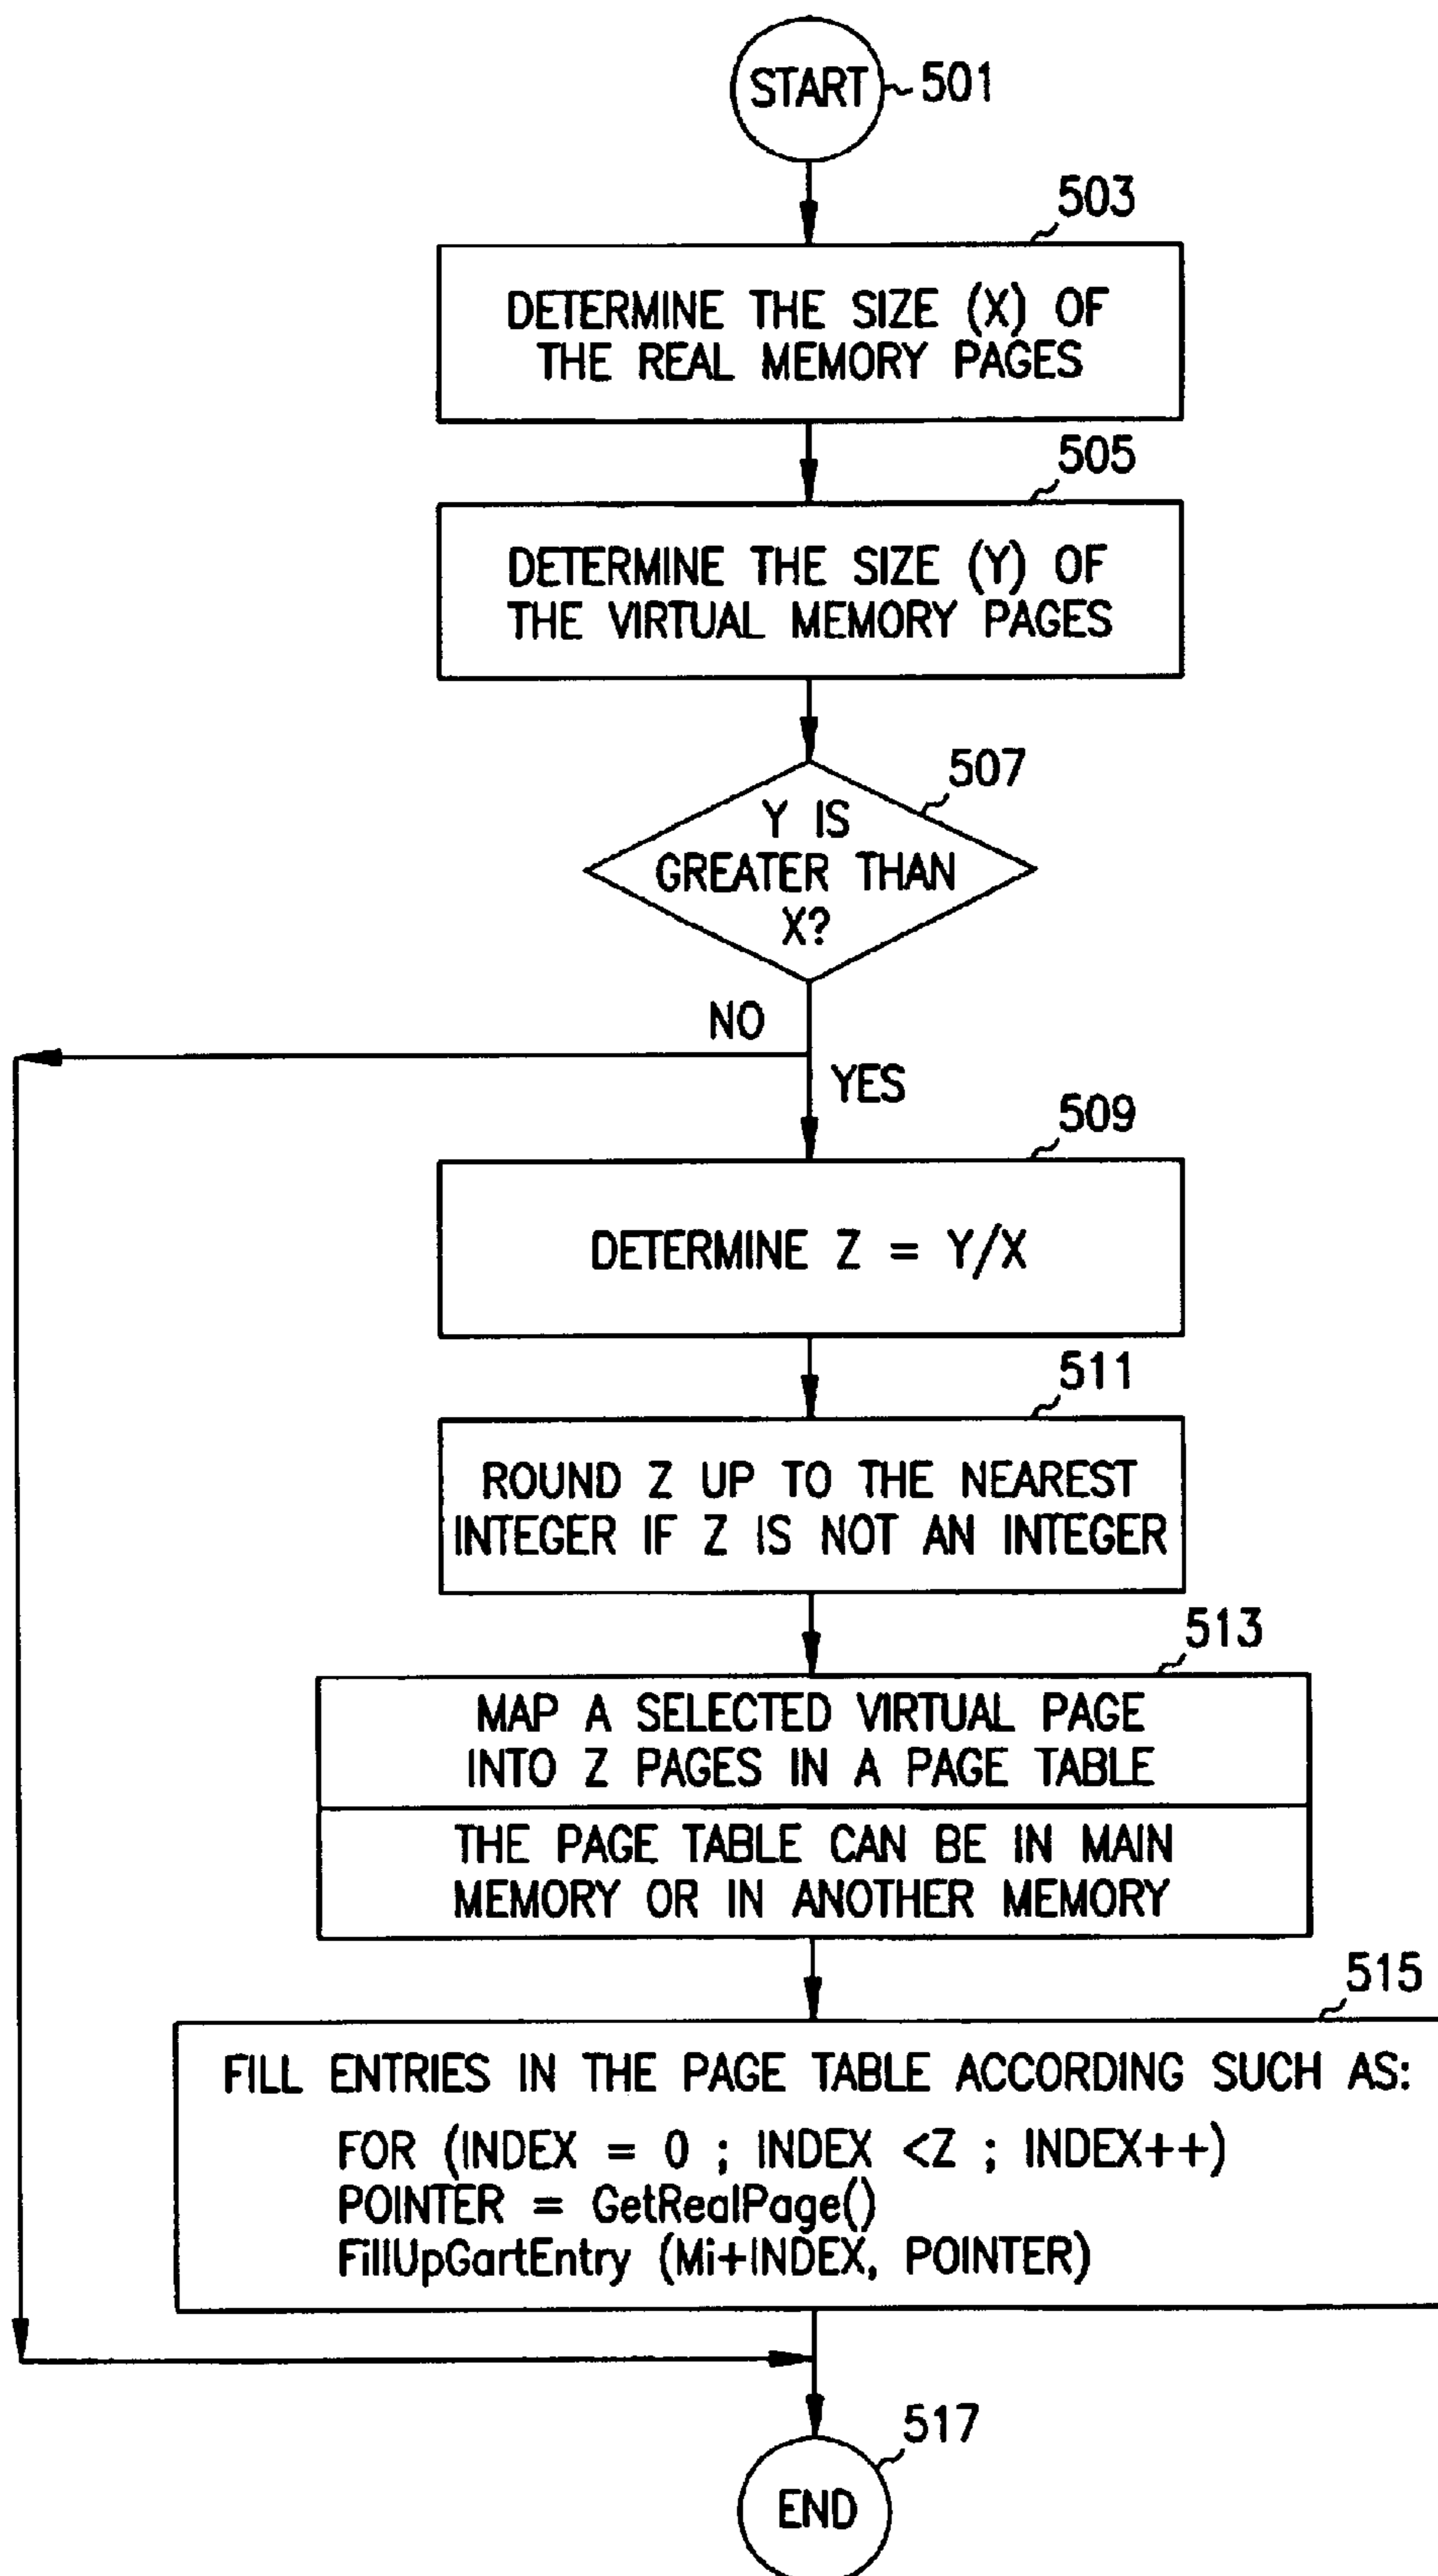 START
501
503
DETERMINE THE SIZE (X) OF
THE REAL MEMORY PAGES
505
DETERMINE THE SIZE (Y) OF
THE VIRTUAL MEMORY PAGES
507
Y IS
GREATER THAN
X?
NO
YES
509
DETERMINE Z = Y/X
511
ROUND Z UP TO THE NEAREST
INTEGER IF Z IS NOT AN INTEGER
513
MAP A SELECTED VIRTUAL PAGE
INTO Z PAGES IN A PAGE TABLE
THE PAGE TABLE CAN BE IN MAIN
MEMORY OR IN ANOTHER MEMORY
515
FILL ENTRIES IN THE PAGE TABLE ACCORDING SUCH AS:
FOR (INDEX = 0 ; INDEX <Z ; INDEX++)
POINTER = GetRealPage()
FillUpGartEntry (Mi+INDEX, POINTER)
517
END